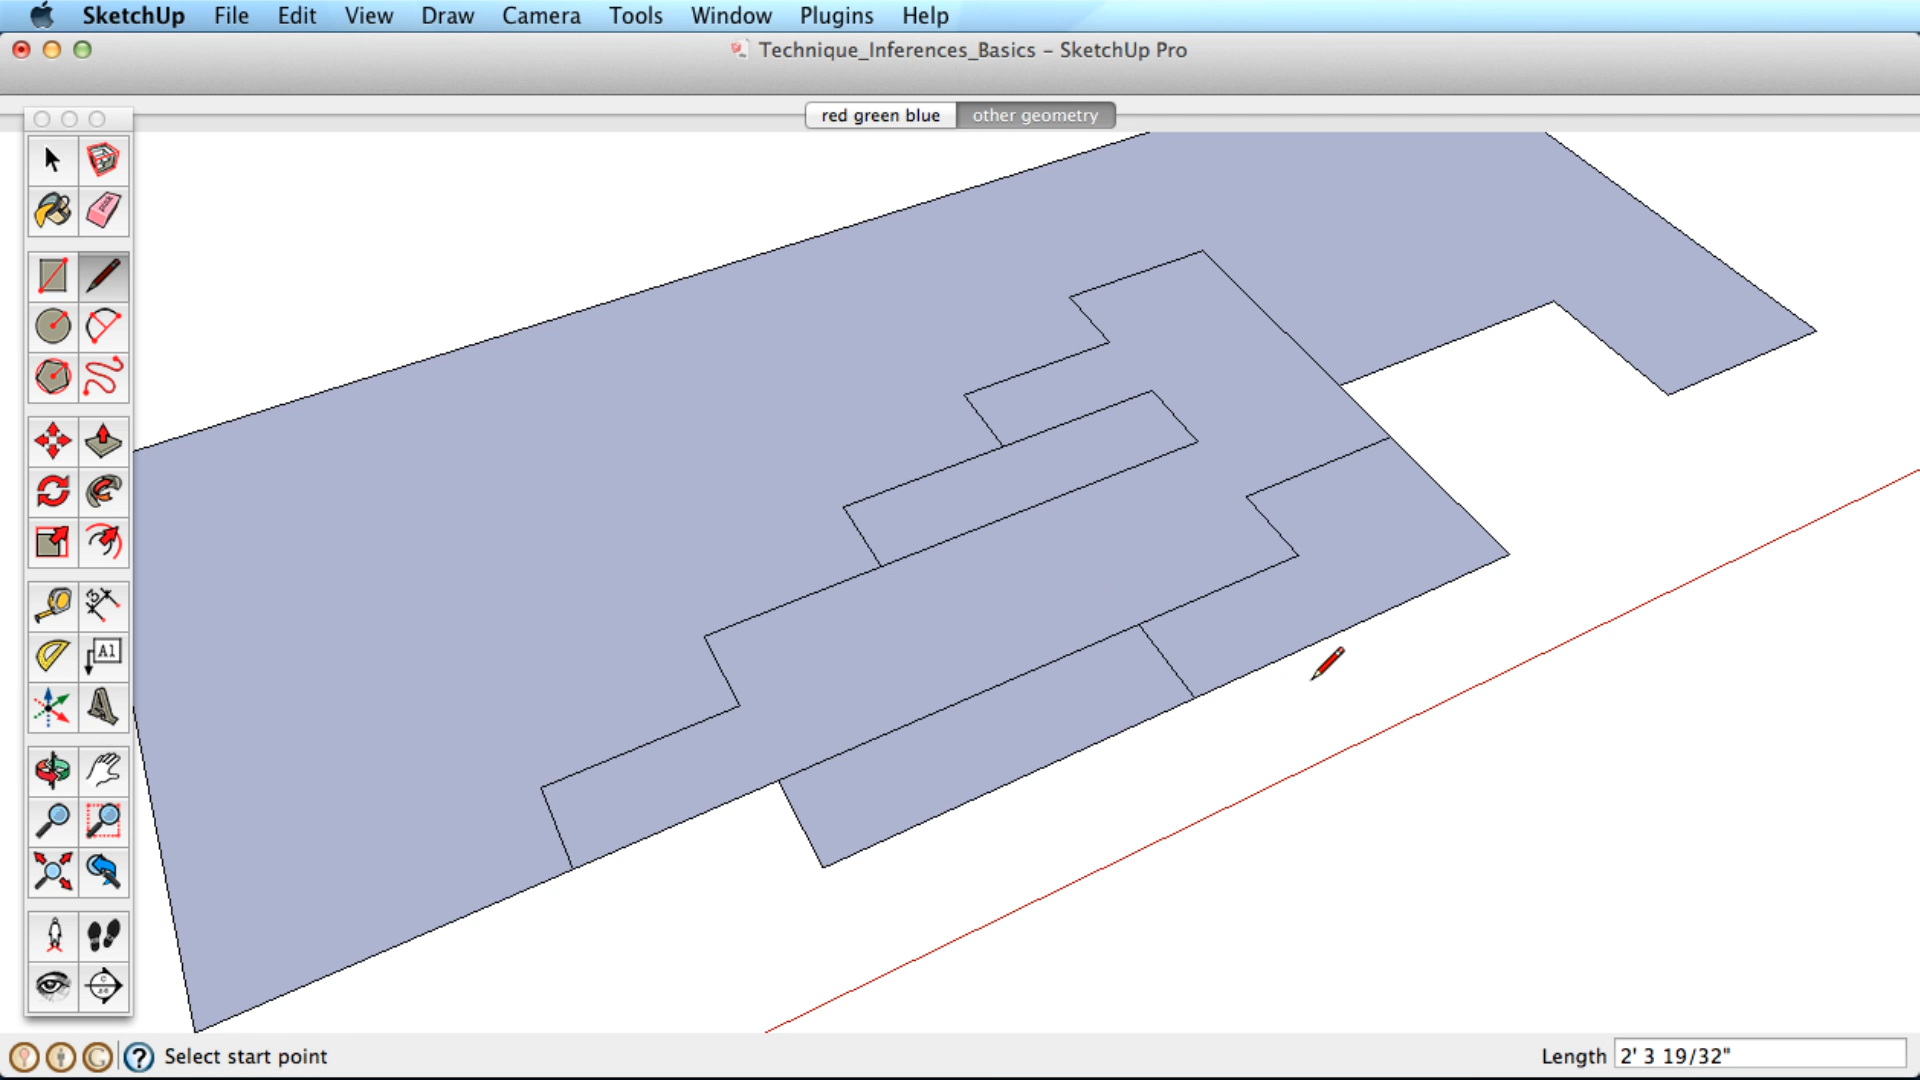 SketchUp File Edit View Draw Camera Tools Window Plugins Help
Technique_Inferences_Basics – SketchUp Pro
red green blue other geometry
A1
Select start point
Length 2' 3 19/32"